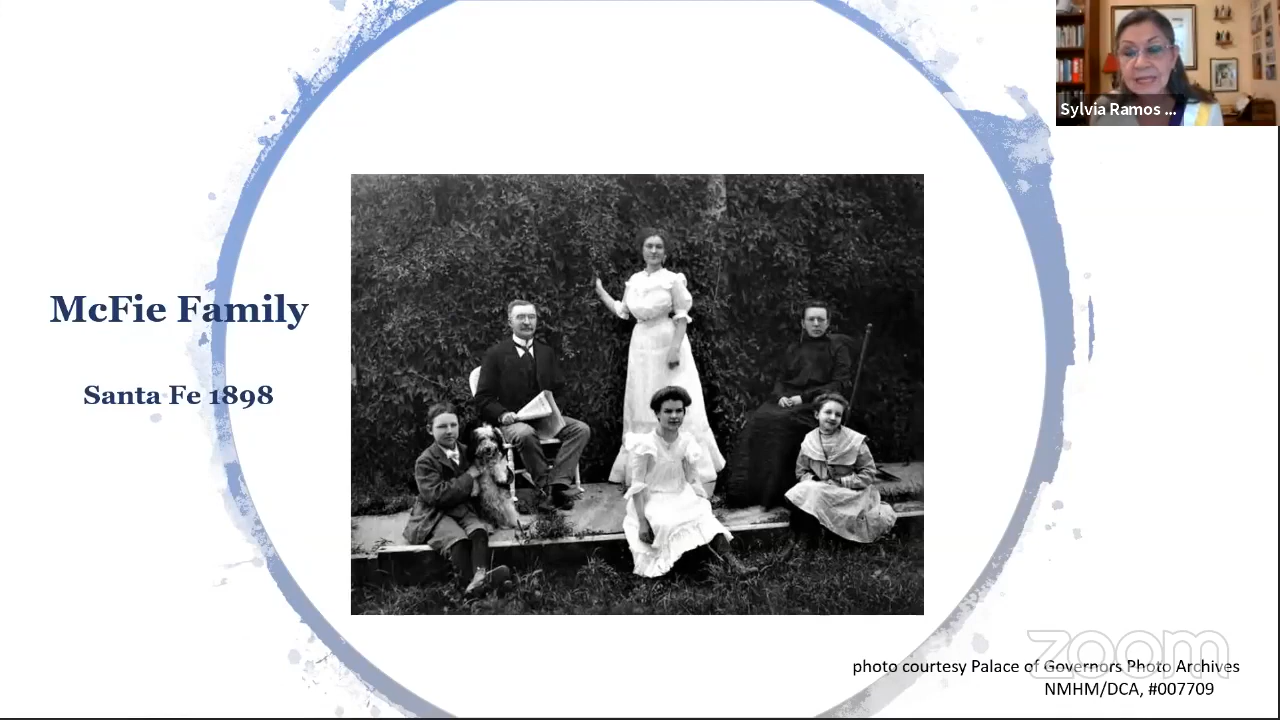 Sylvia Ramos ...
McFie Family
Santa Fe 1898
zoom
photo courtesy Palace of Governors Photo Archives
NMHM/DCA, #007709